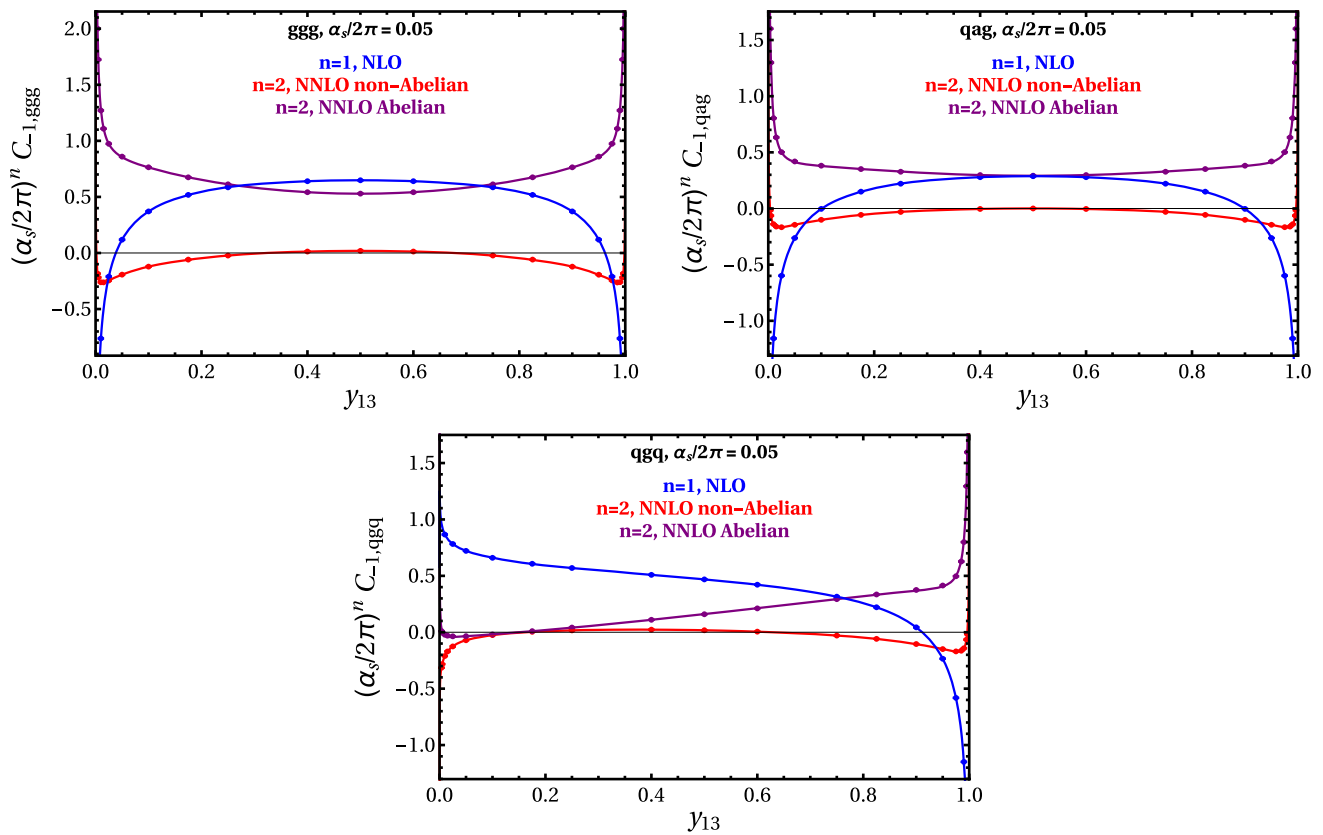 ggg, αs/2π = 0.05
n=1, NLO
n=2, NNLO non−Abelian
n=2, NNLO Abelian
(αs/2π)^n C−1,ggg
2.0
1.5
1.0
0.5
0.0
−0.5
0.0 0.2 0.4 0.6 0.8 1.0
y13
qag, αs/2π = 0.05
n=1, NLO
n=2, NNLO non−Abelian
n=2, NNLO Abelian
(αs/2π)^n C−1,qag
1.5
1.0
0.5
0.0
−0.5
−1.0
0.0 0.2 0.4 0.6 0.8 1.0
y13
qgq, αs/2π = 0.05
n=1, NLO
n=2, NNLO non−Abelian
n=2, NNLO Abelian
(αs/2π)^n C−1,qgq
1.5
1.0
0.5
0.0
−0.5
−1.0
0.0 0.2 0.4 0.6 0.8 1.0
y13